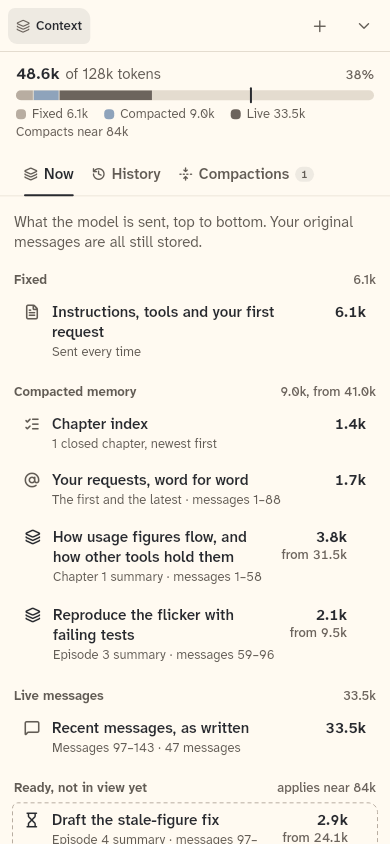 Context
48.6k of 128k tokens
38%
Fixed 6.1k Compacted 9.0k Live 33.5k
Compacts near 84k
Now History Compactions 1
What the model is sent, top to bottom. Your original
messages are all still stored.
Fixed 6.1k
Instructions, tools and your first 6.1k
request
Sent every time
Compacted memory 9.0k, from 41.0k
Chapter index 1.4k
1 closed chapter, newest first
Your requests, word for word 1.7k
The first and the latest · messages 1–88
How usage figures flow, and 3.8k
how other tools hold them from 31.5k
Chapter 1 summary · messages 1–58
Reproduce the flicker with 2.1k
failing tests from 9.5k
Episode 3 summary · messages 59–96
Live messages 33.5k
Recent messages, as written 33.5k
Messages 97–143 · 47 messages
Ready, not in view yet applies near 84k
Draft the stale-figure fix 2.9k
Episode 4 summary · messages 97– from 24.1k